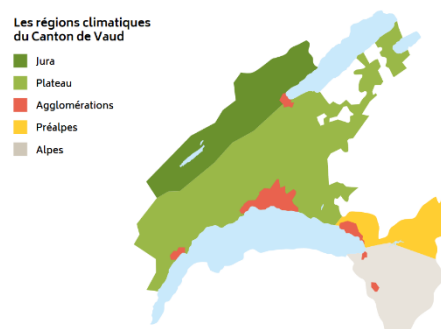 Les régions climatiques
du Canton de Vaud
Jura
Plateau
Agglomérations
Préalpes
Alpes